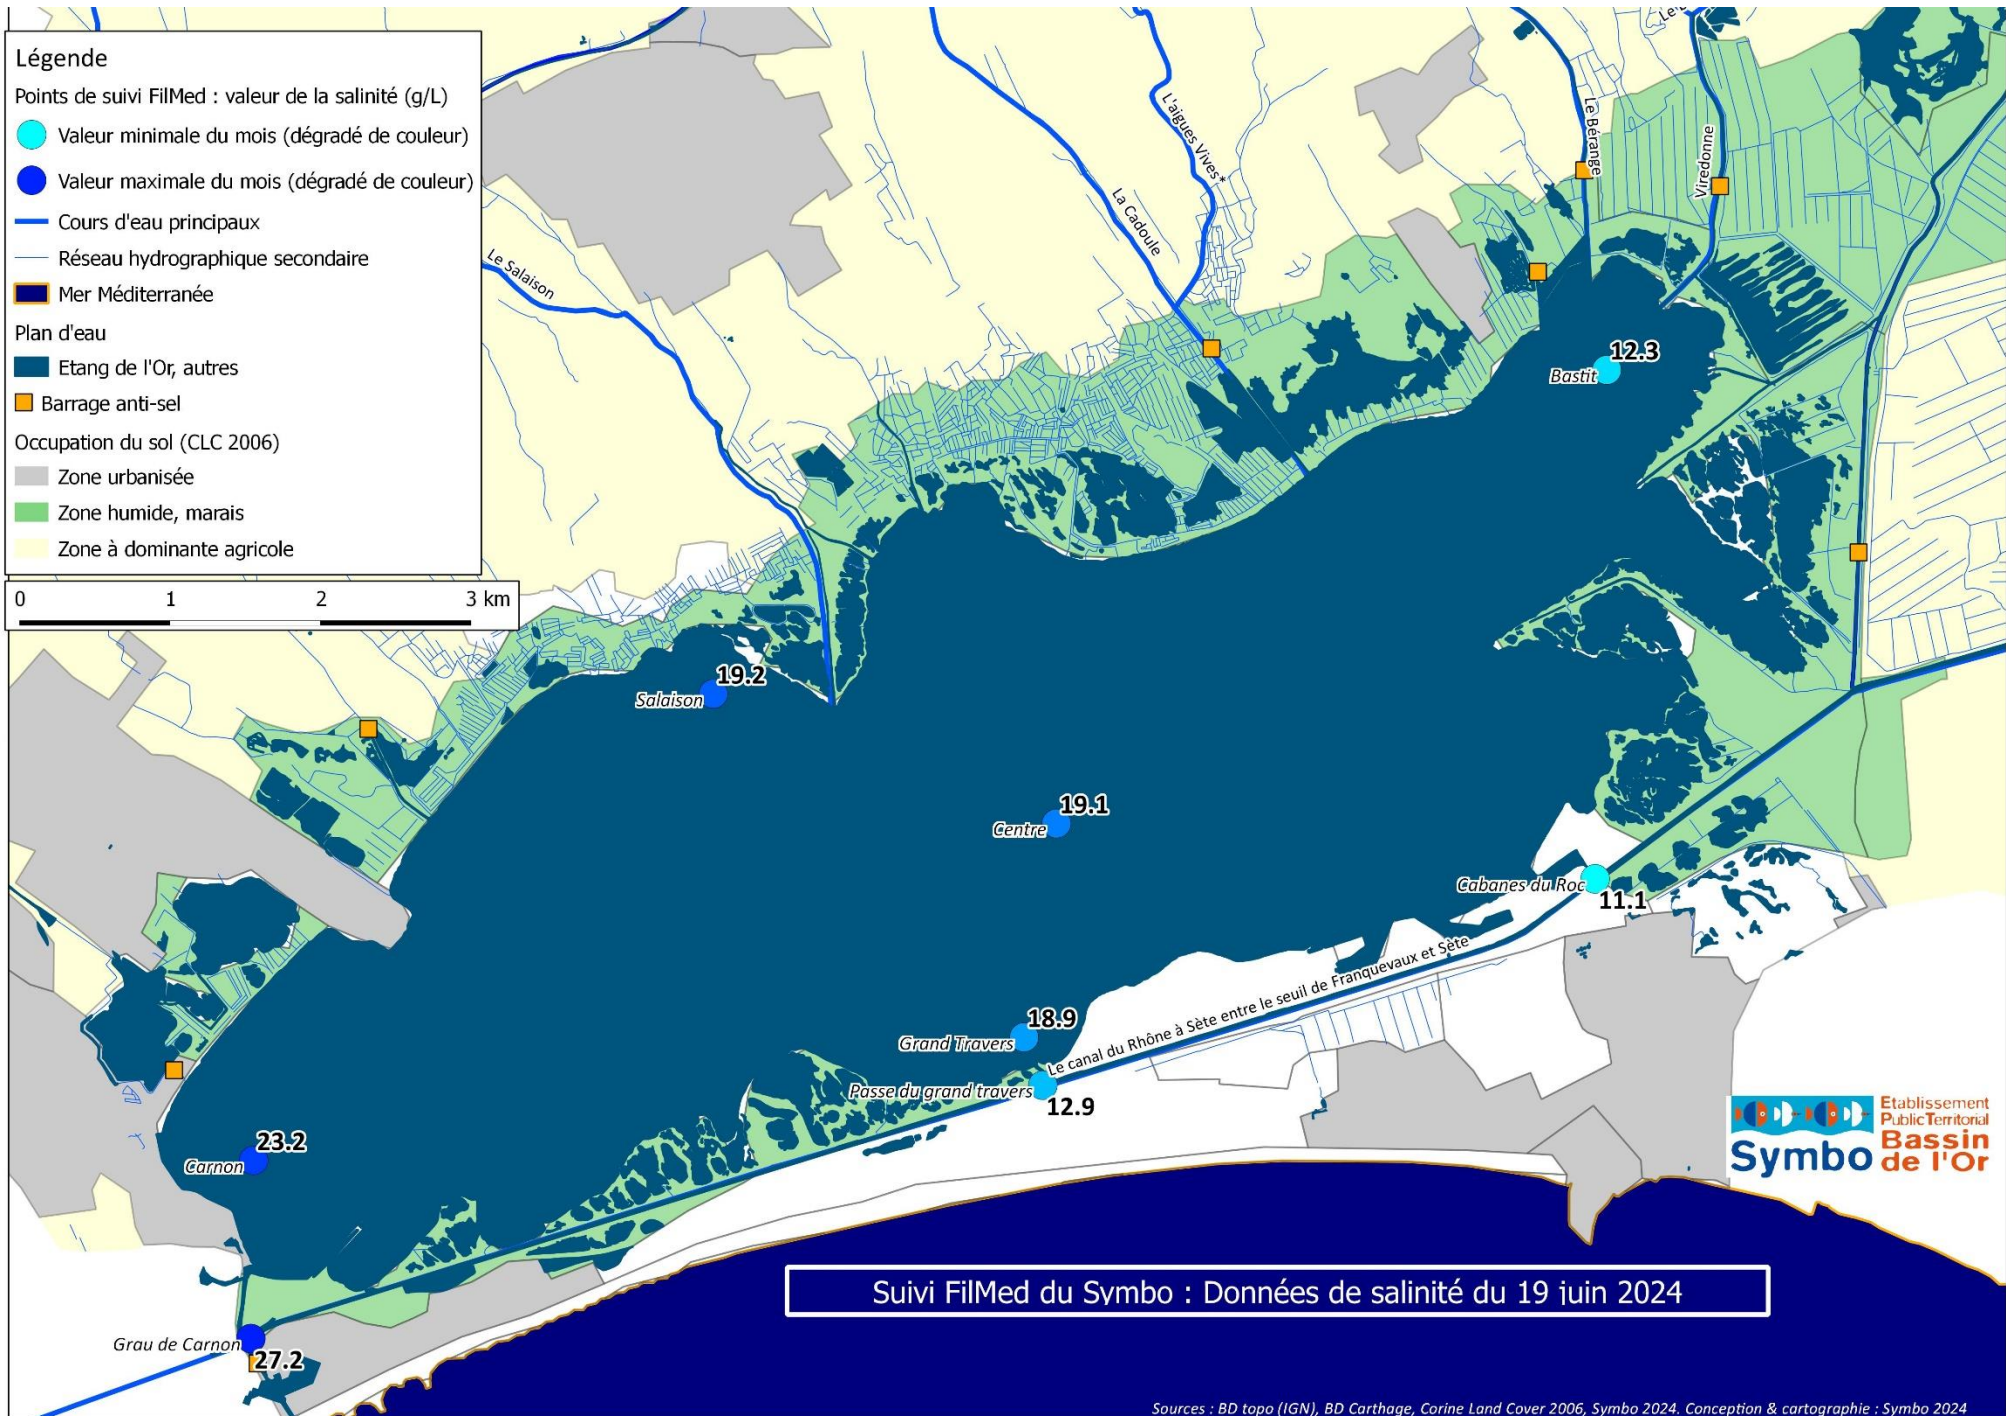 Légende
Points de suivi FilMed : valeur de la salinité (g/L)
Valeur minimale du mois (dégradé de couleur)
Valeur maximale du mois (dégradé de couleur)
Cours d'eau principaux
Réseau hydrographique secondaire
Mer Méditerranée
Plan d'eau
Etang de l'Or, autres
Barrage anti-sel
Occupation du sol (CLC 2006)
Zone urbanisée
Zone humide, marais
Zone à dominante agricole
0 1 2 3 km
Le Salaison
La Cadoule
L'aigues Vives*
Le Bérange
Viredonne
12.3
Bastit
19.2
Salaison
19.1
Centre
Cabanes du Roc
11.1
Le canal du Rhône à Sète entre le seuil de Franquevaux et Sète
18.9
Grand Travers
Passe du grand travers
12.9
23.2
Carnon
Grau de Carnon
27.2
Symbo
Etablissement
Public Territorial
Bassin
de l'Or
Suivi FilMed du Symbo : Données de salinité du 19 juin 2024
Sources : BD topo (IGN), BD Carthage, Corine Land Cover 2006, Symbo 2024. Conception & cartographie : Symbo 2024